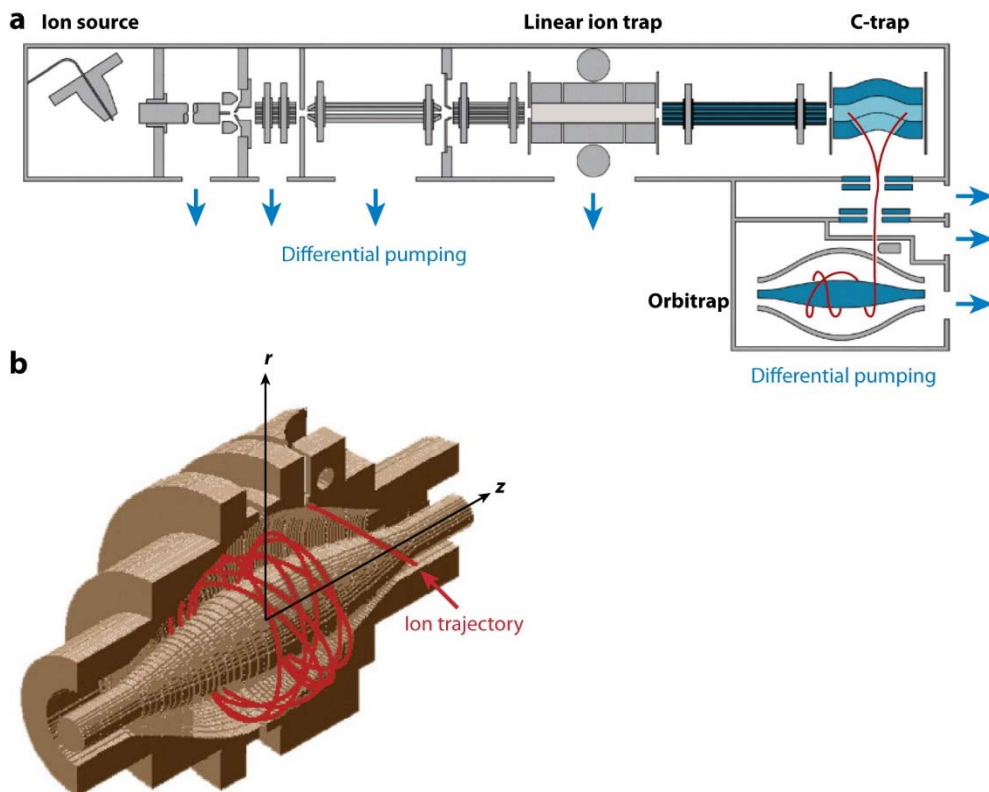 a
Ion source
Linear ion trap
C-trap
Differential pumping
Orbitrap
Differential pumping
b
r
z
Ion trajectory